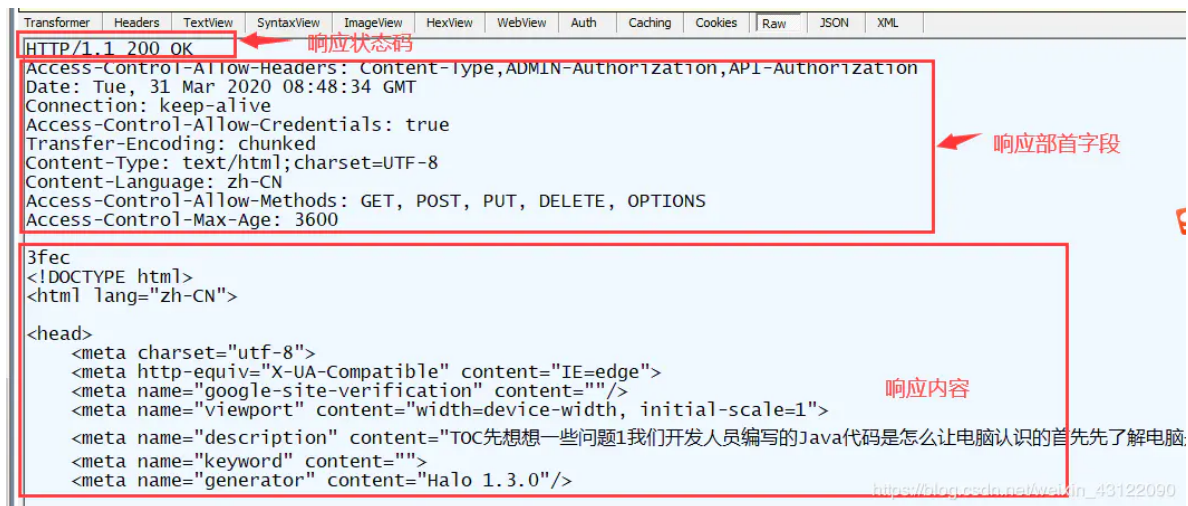 Transformer Headers TextView SyntaxView ImageView HexView WebView Auth Caching Cookies Raw JSON XML
HTTP/1.1 200 OK
响应状态码
Access-Control-Allow-Headers: Content-Type,ADMIN-Authorization,API-Authorization
Date: Tue, 31 Mar 2020 08:48:34 GMT
Connection: keep-alive
Access-Control-Allow-Credentials: true
Transfer-Encoding: chunked
响应部首字段
Content-Type: text/html;charset=UTF-8
Content-Language: zh-CN
Access-Control-Allow-Methods: GET, POST, PUT, DELETE, OPTIONS
Access-Control-Max-Age: 3600
3fec
<!DOCTYPE html>
<html lang="zh-CN">
<head>
<meta charset="utf-8">
<meta http-equiv="X-UA-Compatible" content="IE=edge">
<meta name="google-site-verification" content=""/>
响应内容
<meta name="viewport" content="width=device-width, initial-scale=1">
<meta name="description" content="TOC先想想一些问题1我们开发人员编写的Java代码是怎么让电脑认识的首先先了解电脑
<meta name="keyword" content="">
<meta name="generator" content="Halo 1.3.0"/>
https://blog.csdn.net/weixin_43122090